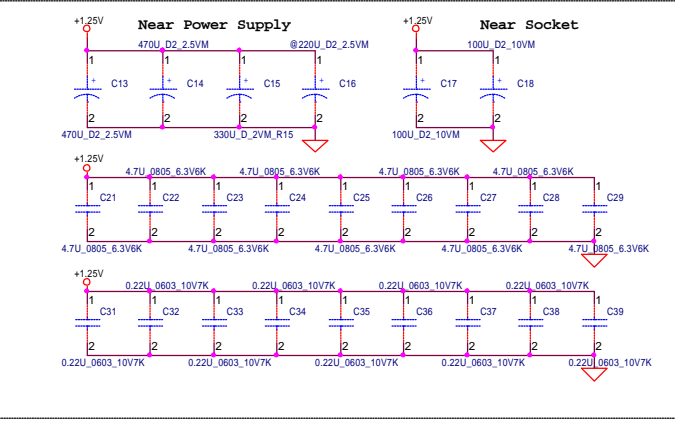 Near Power Supply
Near Socket
+1.25V
+1.25V
470U_D2_2.5VM
@220U_D2_2.5VM
100U_D2_10VM
1
1
1
1
1
1
+
C13
+
C14
+
C15
+
C16
+
C17
+
C18
2
2
2
2
2
2
470U_D2_2.5VM
330U_D_2VM_R15
100U_D2_10VM
+1.25V
4.7U_0805_6.3V6K
4.7U_0805_6.3V6K
4.7U_0805_6.3V6K
4.7U_0805_6.3V6K
1
1
1
1
1
1
1
1
1
C21
C22
C23
C24
C25
C26
C27
C28
C29
2
2
2
2
2
2
2
2
2
4.7U_0805_6.3V6K
4.7U_0805_6.3V6K
4.7U_0805_6.3V6K
4.7U_0805_6.3V6K
4.7U_0805_6.3V6K
+1.25V
0.22U_0603_10V7K
0.22U_0603_10V7K
0.22U_0603_10V7K
0.22U_0603_10V7K
1
1
1
1
1
1
1
1
1
C31
C32
C33
C34
C35
C36
C37
C38
C39
2
2
2
2
2
2
2
2
2
0.22U_0603_10V7K
0.22U_0603_10V7K
0.22U_0603_10V7K
0.22U_0603_10V7K
0.22U_0603_10V7K